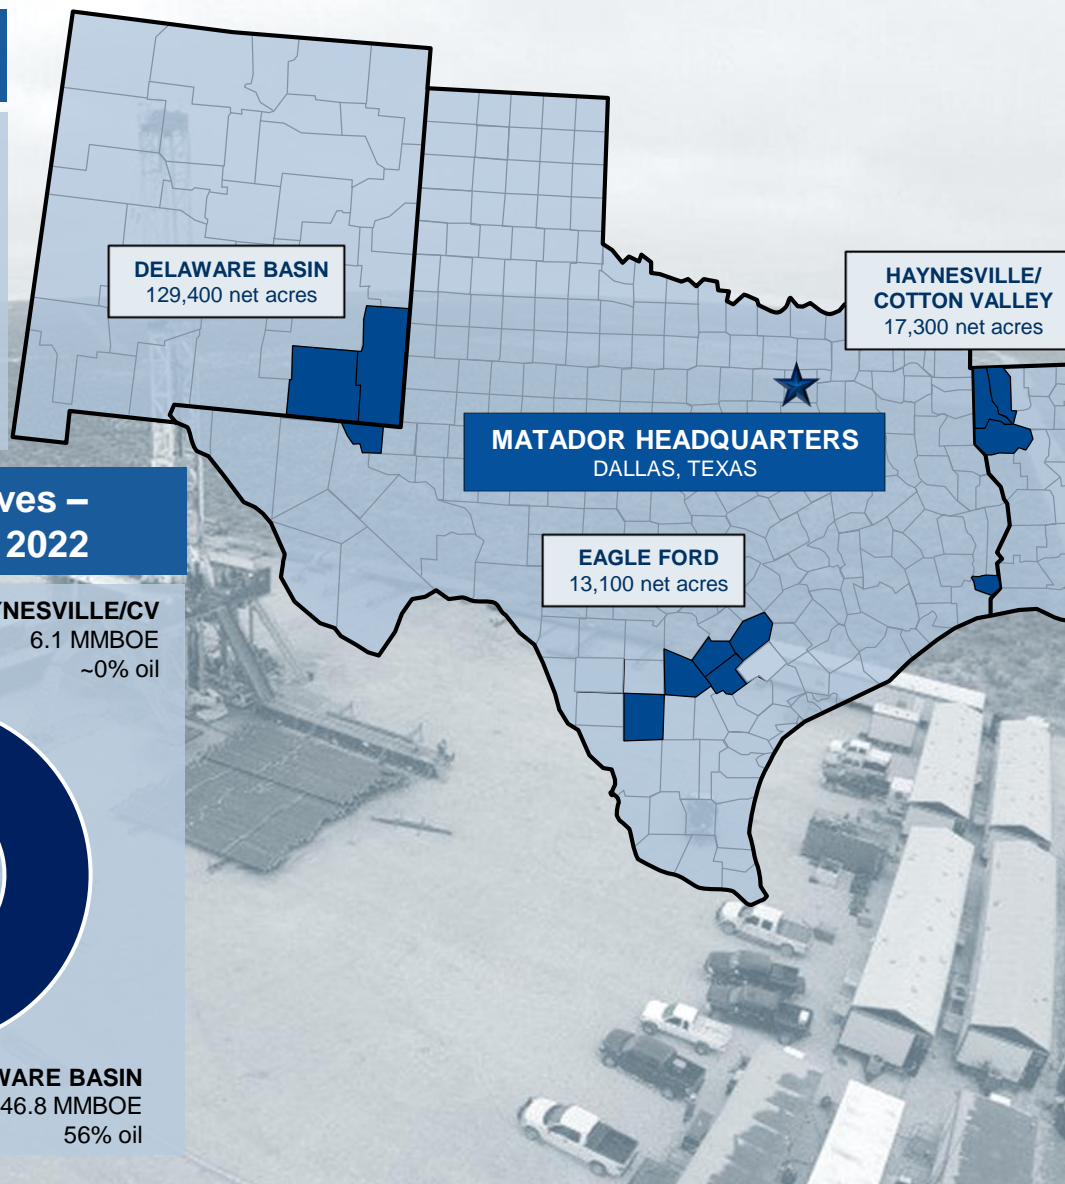 DELAWARE BASIN
129,400 net acres
HAYNESVILLE/
COTTON VALLEY
17,300 net acres
MATADOR HEADQUARTERS
DALLAS, TEXAS
EAGLE FORD
13,100 net acres
ves –
2022
YNESVILLE/CV
6.1 MMBOE
~0% oil
WARE BASIN
46.8 MMBOE
56% oil